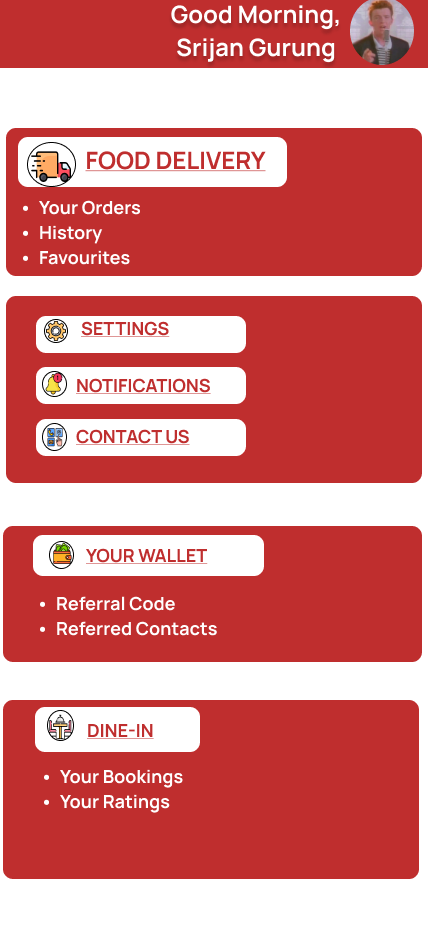 Good Morning,
Srijan Gurung
FOOD DELIVERY
• Your Orders
• History
• Favourites
SETTINGS
NOTIFICATIONS
CONTACT US
YOUR WALLET
• Referral Code
• Referred Contacts
DINE-IN
• Your Bookings
• Your Ratings